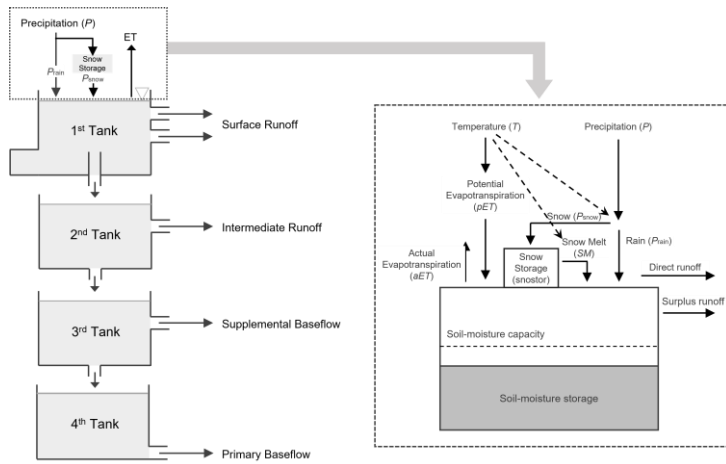 Precipitation (P)
ET
Snow
Storage
Prain
Psnow
1st Tank
Surface Runoff
2nd Tank
Intermediate Runoff
3rd Tank
Supplemental Baseflow
4th Tank
Primary Baseflow
Temperature (T)
Precipitation (P)
Potential
Evapotranspiration
(pET)
Snow (Psnow)
Snow Melt
(SM)
Rain (Prain)
Actual
Evapotranspiration
(aET)
Snow
Storage
(snostor)
Direct runoff
Surplus runoff
Soil-moisture capacity
Soil-moisture storage